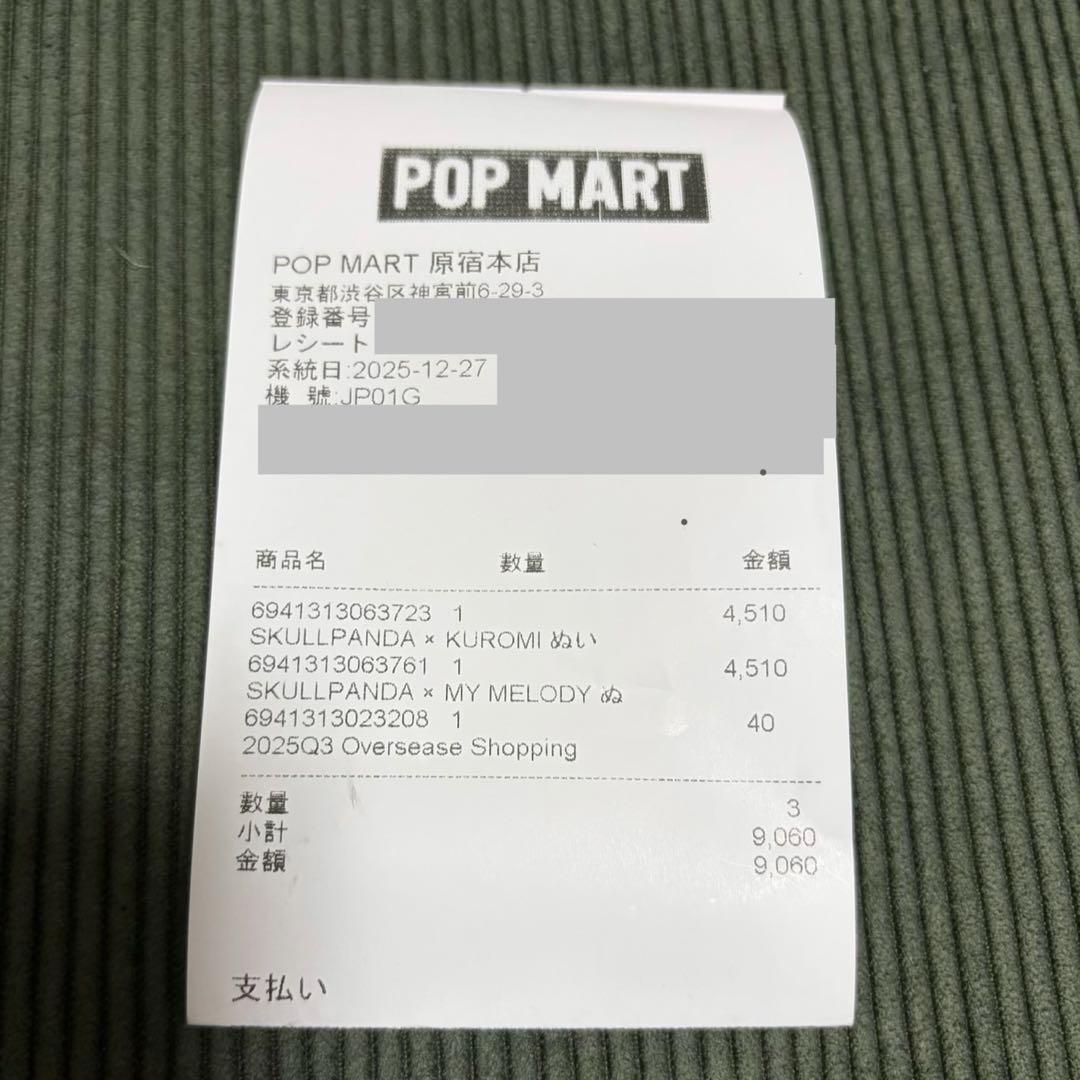 POP MART
POP MART 原宿本店
東京都渋谷区神宮前6-29-3
登録番号
レシート
系統日:2025-12-27
機 號:JP01G
商品名 数量 金額
6941313063723 1 4,510
SKULLPANDA × KUROMI ぬい
6941313063761 1 4,510
SKULLPANDA × MY MELODY ぬ
6941313023208 1 40
2025Q3 Oversease Shopping
数量 3
小計 9,060
金額 9,060
支払い